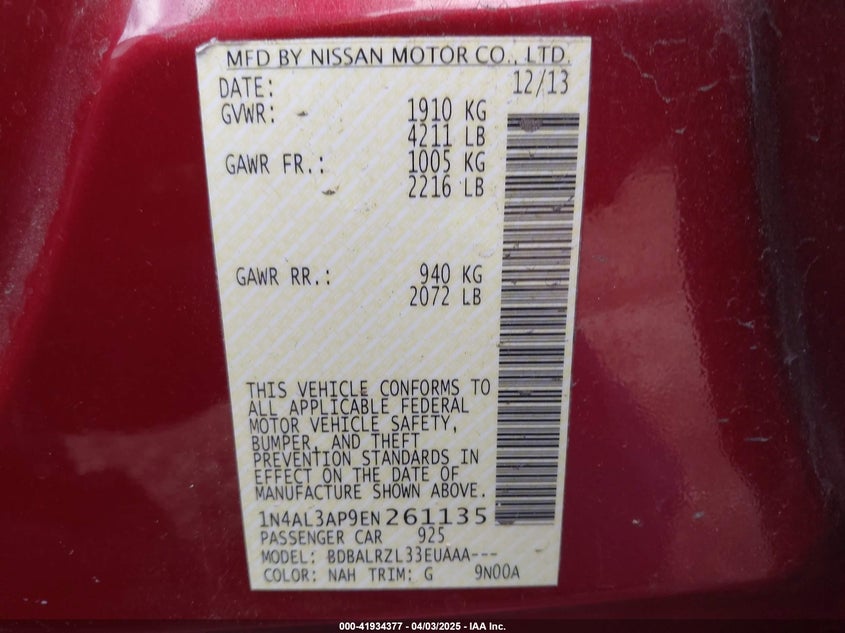 MFD BY NISSAN MOTOR CO., LTD.
DATE: 12/13
GVWR: 1910 KG
4211 LB
GAWR FR.: 1005 KG
2216 LB
GAWR RR.: 940 KG
2072 LB
THIS VEHICLE CONFORMS TO
ALL APPLICABLE FEDERAL
MOTOR VEHICLE SAFETY,
BUMPER, AND THEFT
PREVENTION STANDARDS IN
EFFECT ON THE DATE OF
MANUFACTURE SHOWN ABOVE.
1N4AL3AP9EN261135
PASSENGER CAR 925
MODEL: BDBALRZL33EUAAA---
COLOR: NAH TRIM: G 9N00A
000-41934377 - 04/03/2025 - IAA Inc.